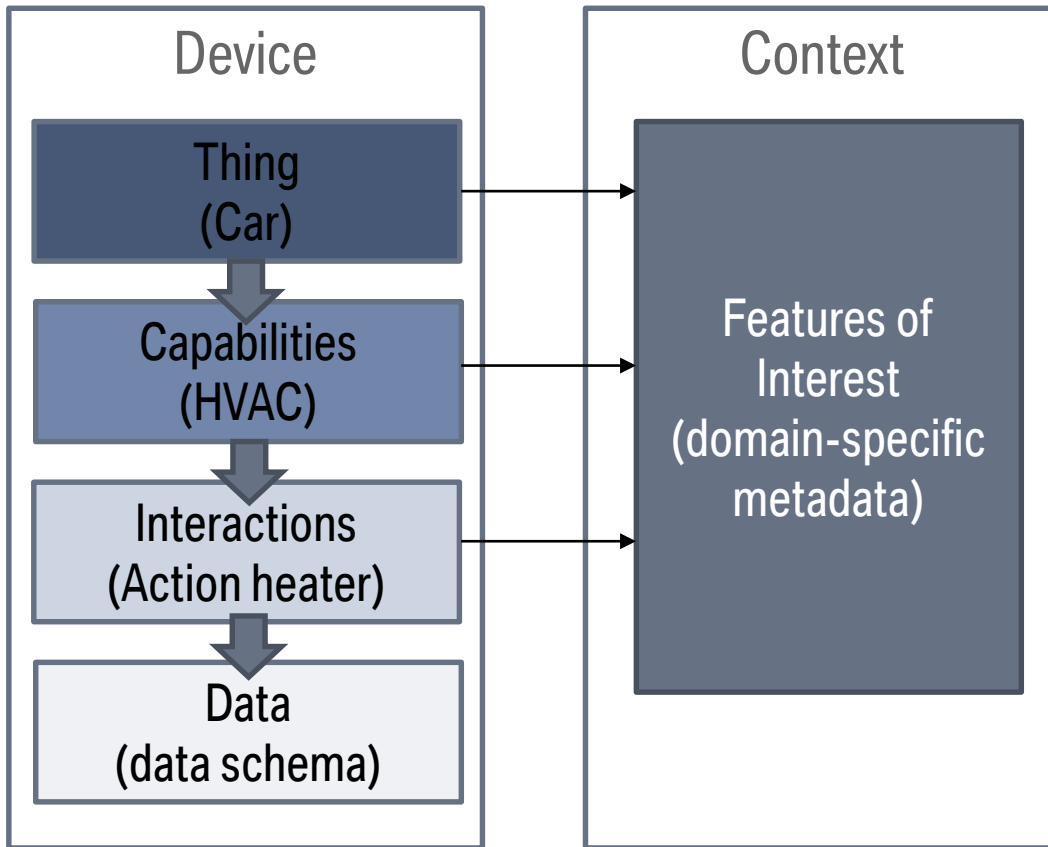 Device
Thing
(Car)
Capabilities
(HVAC)
Interactions
(Action heater)
Data
(data schema)
Context
Features of
Interest
(domain-specific
metadata)